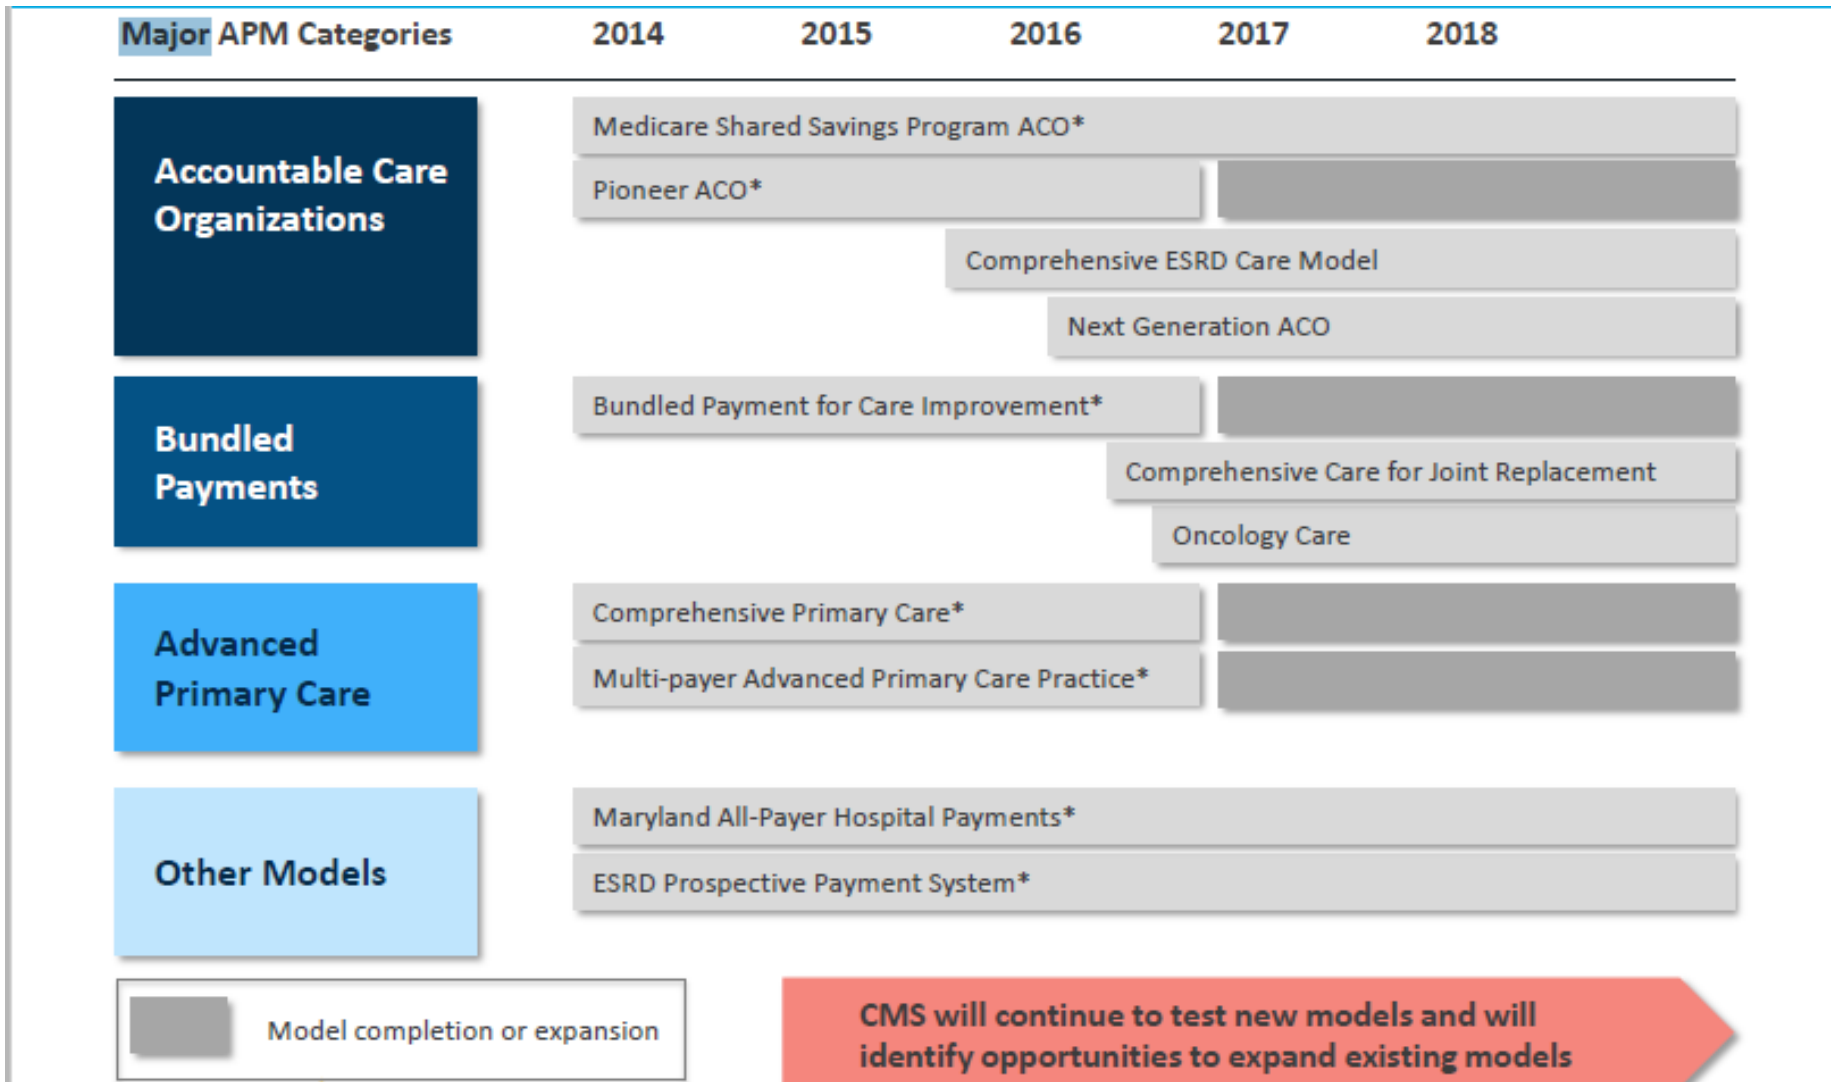 Major APM Categories 2014 2015 2016 2017 2018
Accountable Care
Organizations
Medicare Shared Savings Program ACO*
Pioneer ACO*
Comprehensive ESRD Care Model
Next Generation ACO
Bundled
Payments
Bundled Payment for Care Improvement*
Comprehensive Care for Joint Replacement
Oncology Care
Advanced
Primary Care
Comprehensive Primary Care*
Multi-payer Advanced Primary Care Practice*
Other Models
Maryland All-Payer Hospital Payments*
ESRD Prospective Payment System*
Model completion or expansion
CMS will continue to test new models and will
identify opportunities to expand existing models